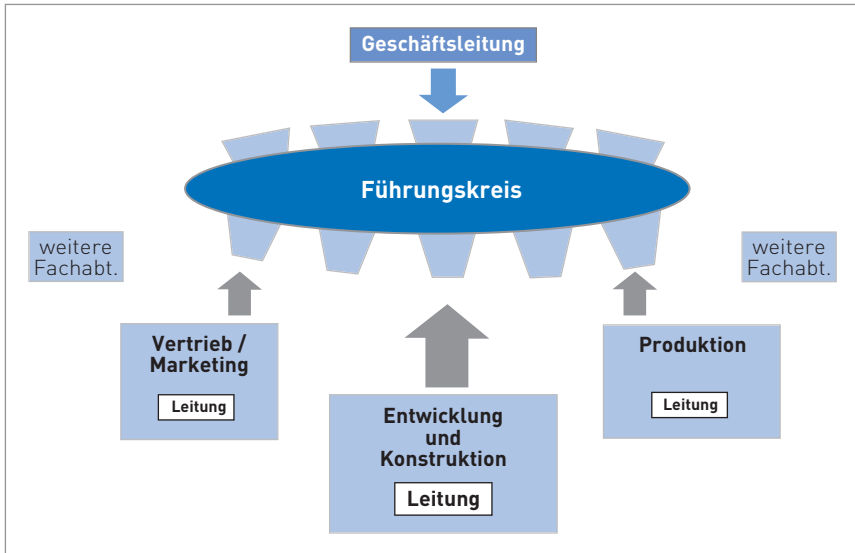 Geschäftsleitung
Führungskreis
weitere
Fachabt.
weitere
Fachabt.
Vertrieb /
Marketing
Leitung
Entwicklung
und
Konstruktion
Leitung
Produktion
Leitung